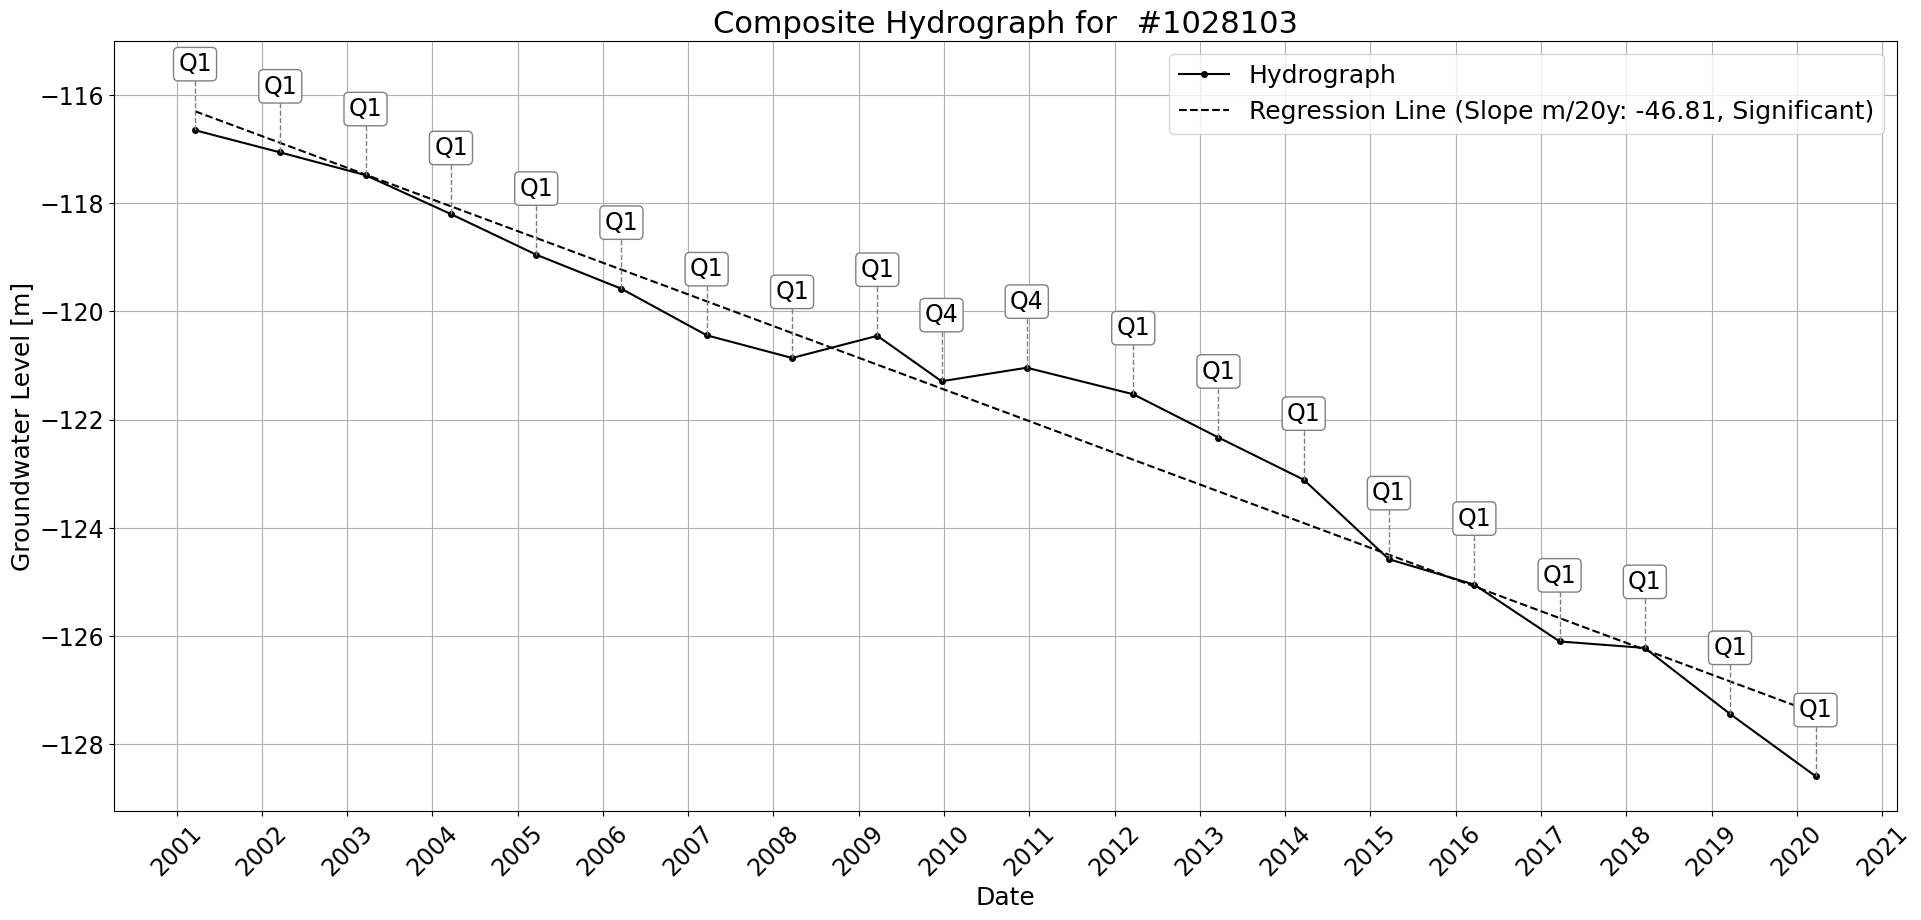 Composite Hydrograph for  #1028103
Hydrograph
Regression Line (Slope m/20y: -46.81, Significant)
Q1
Q1
Q1
Q1
Q1
Q1
Q1
Q1
Q1
Q4
Q4
Q1
Q1
Q1
Q1
Q1
Q1
Q1
Q1
Q1
Groundwater Level [m]
−116
−118
−120
−122
−124
−126
−128
2001
2002
2003
2004
2005
2006
2007
2008
2009
2010
2011
2012
2013
2014
2015
2016
2017
2018
2019
2020
2021
Date